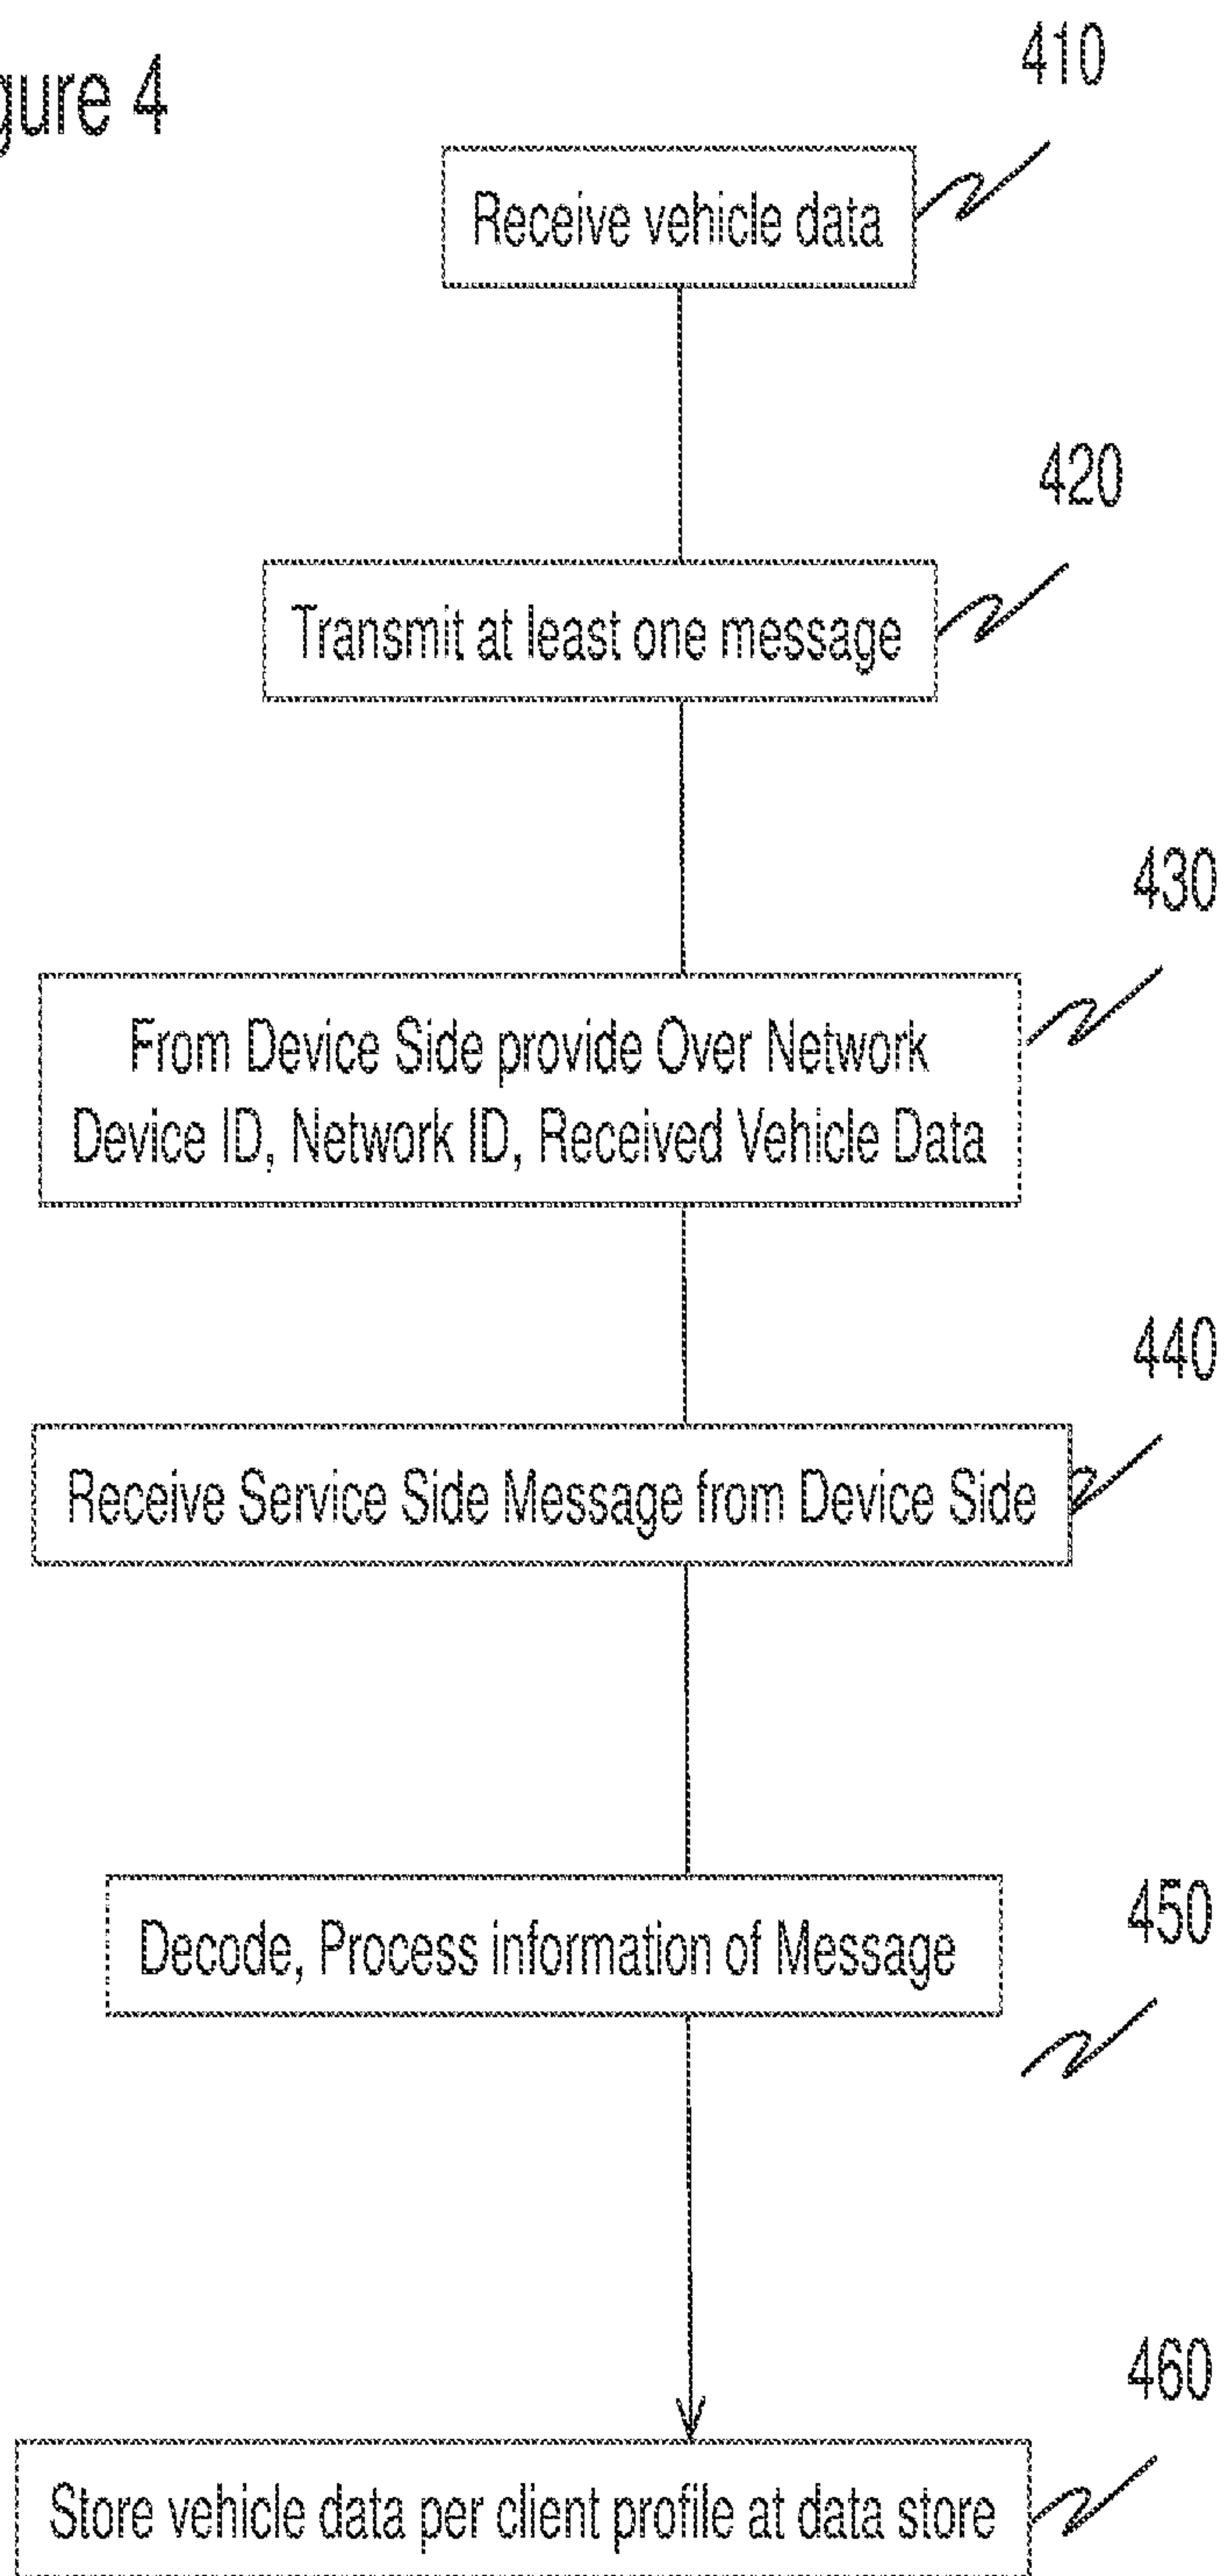 gure 4
410
Receive vehicle data
420
Transmit at least one message
430
From Device Side provide Over Network
Device ID, Network ID, Received Vehicle Data
440
Receive Service Side Message from Device Side
450
Decode, Process information of Message
460
Store vehicle data per client profile at data store